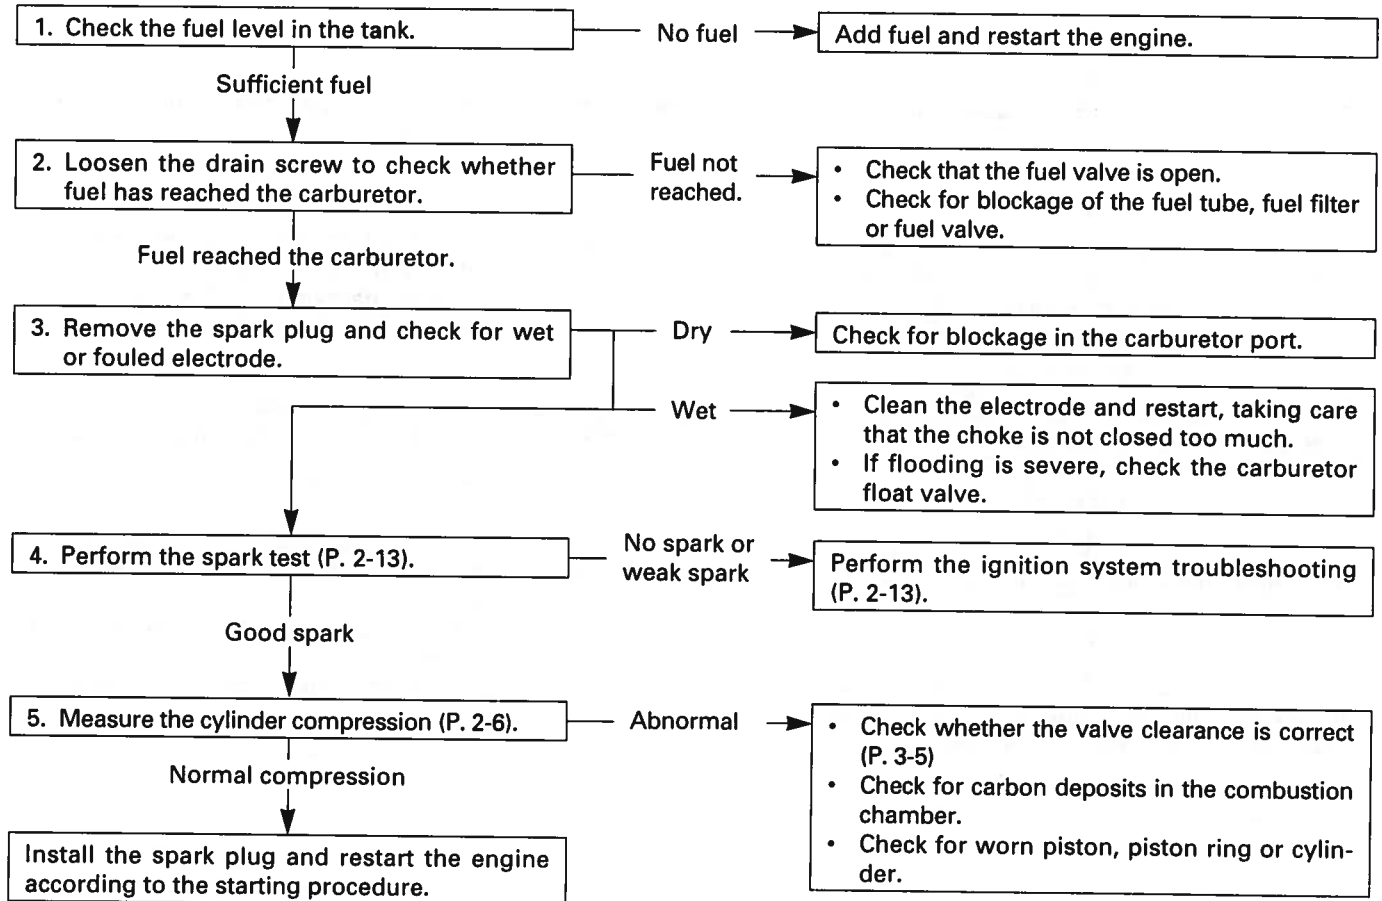 1. Check the fuel level in the tank.
No fuel
Add fuel and restart the engine.
Sufficient fuel
2. Loosen the drain screw to check whether
fuel has reached the carburetor.
Fuel not
reached.
• Check that the fuel valve is open.
• Check for blockage of the fuel tube, fuel filter
or fuel valve.
Fuel reached the carburetor.
3. Remove the spark plug and check for wet
or fouled electrode.
Dry
Check for blockage in the carburetor port.
Wet
• Clean the electrode and restart, taking care
that the choke is not closed too much.
• If flooding is severe, check the carburetor
float valve.
4. Perform the spark test (P. 2-13).
No spark or
weak spark
Perform the ignition system troubleshooting
(P. 2-13).
Good spark
5. Measure the cylinder compression (P. 2-6).
Abnormal
• Check whether the valve clearance is correct
(P. 3-5)
• Check for carbon deposits in the combustion
chamber.
• Check for worn piston, piston ring or cylin-
der.
Normal compression
Install the spark plug and restart the engine
according to the starting procedure.